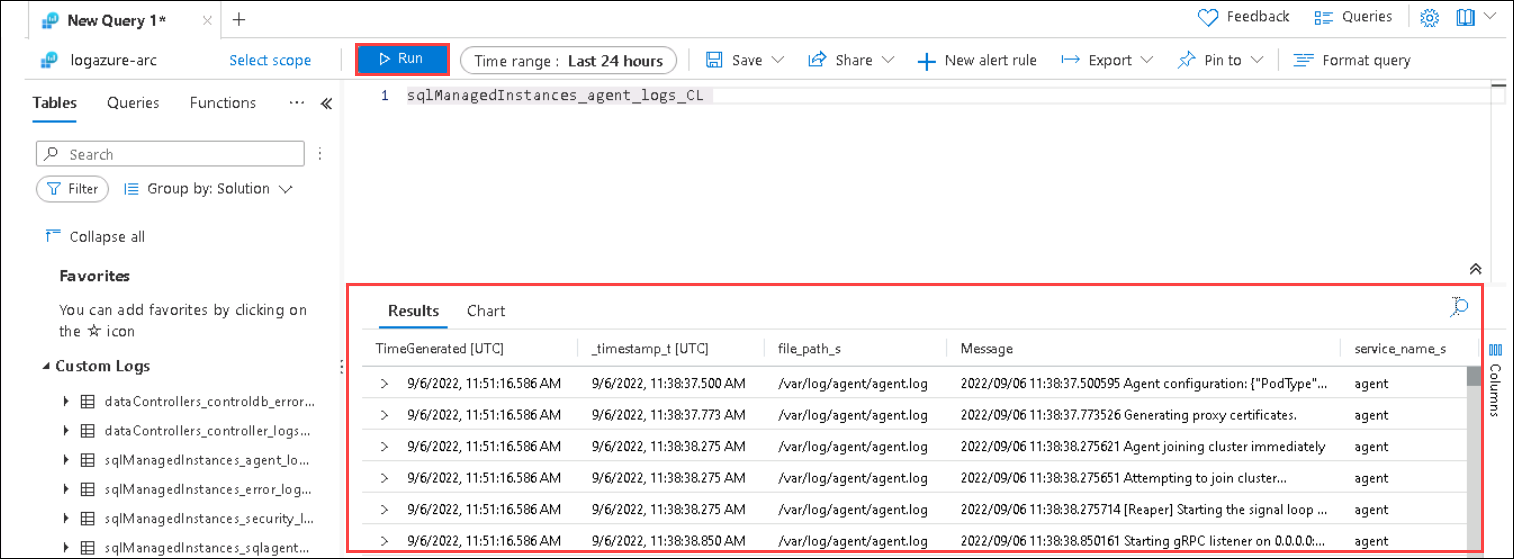 New Query 1*
Feedback Queries
logazure-arc Select scope Run Time range : Last 24 hours Save Share New alert rule Export Pin to Format query
Tables Queries Functions ...
1 sqlManagedInstances_agent_logs_CL
Search
Filter Group by: Solution
Collapse all
Favorites
You can add favorites by clicking on
the ☆ icon
Custom Logs
dataControllers_controldb_error...
dataControllers_controller_logs...
sqlManagedInstances_agent_lo...
sqlManagedInstances_error_log...
sqlManagedInstances_security_l...
sqlManagedInstances_sqlagent...
Results Chart
TimeGenerated [UTC] _timestamp_t [UTC] file_path_s Message service_name_s
9/6/2022, 11:51:16.586 AM 9/6/2022, 11:38:37.500 AM /var/log/agent/agent.log 2022/09/06 11:38:37.500595 Agent configuration: {"PodType"... agent
9/6/2022, 11:51:16.586 AM 9/6/2022, 11:38:37.773 AM /var/log/agent/agent.log 2022/09/06 11:38:37.773526 Generating proxy certificates. agent
9/6/2022, 11:51:16.586 AM 9/6/2022, 11:38:38.275 AM /var/log/agent/agent.log 2022/09/06 11:38:38.275621 Agent joining cluster immediately agent
9/6/2022, 11:51:16.586 AM 9/6/2022, 11:38:38.275 AM /var/log/agent/agent.log 2022/09/06 11:38:38.275651 Attempting to join cluster... agent
9/6/2022, 11:51:16.586 AM 9/6/2022, 11:38:38.275 AM /var/log/agent/agent.log 2022/09/06 11:38:38.275714 [Reaper] Starting the signal loop ... agent
9/6/2022, 11:51:16.586 AM 9/6/2022, 11:38:38.850 AM /var/log/agent/agent.log 2022/09/06 11:38:38.850161 Starting gRPC listener on 0.0.0.0:... agent
Columns